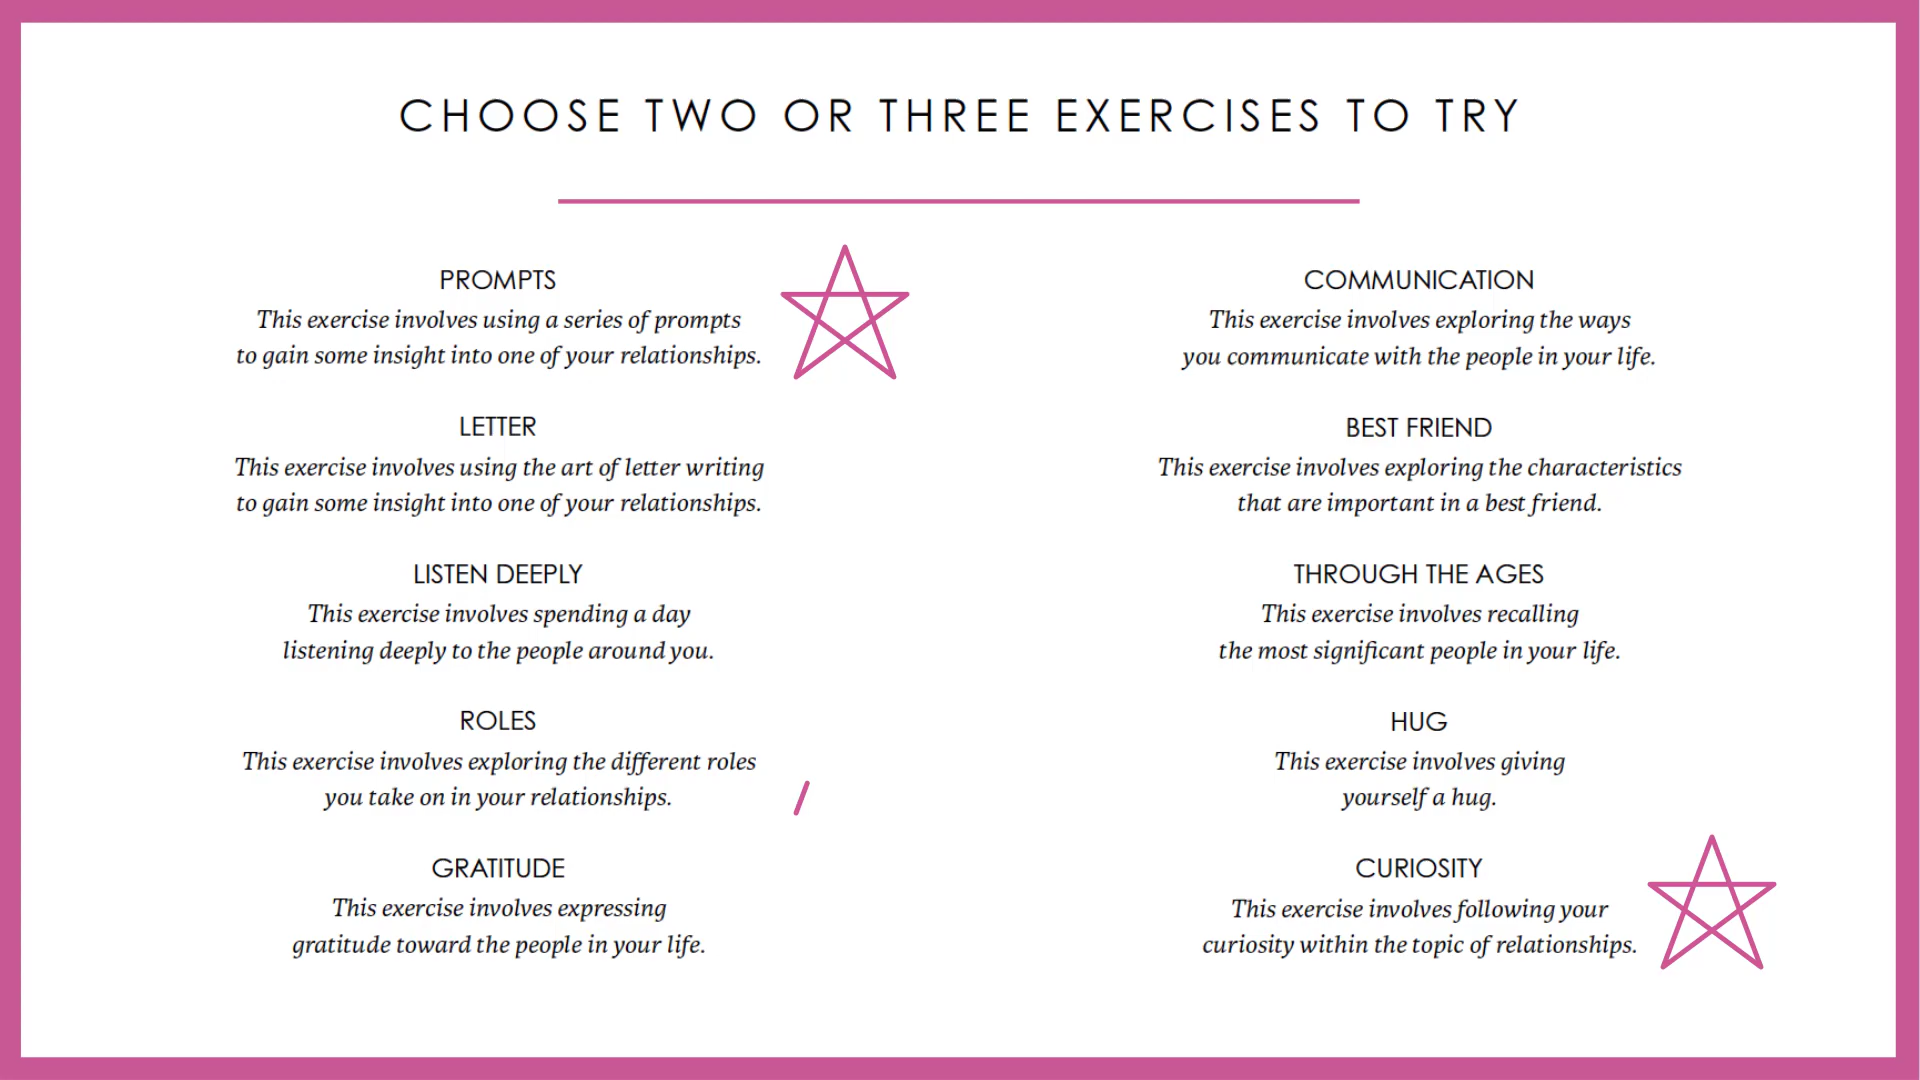 CHOOSE TWO OR THREE EXERCISES TO TRY
PROMPTS
This exercise involves using a series of prompts
to gain some insight into one of your relationships.
LETTER
This exercise involves using the art of letter writing
to gain some insight into one of your relationships.
LISTEN DEEPLY
This exercise involves spending a day
listening deeply to the people around you.
ROLES
This exercise involves exploring the different roles
you take on in your relationships.
GRATITUDE
This exercise involves expressing
gratitude toward the people in your life.
COMMUNICATION
This exercise involves exploring the ways
you communicate with the people in your life.
BEST FRIEND
This exercise involves exploring the characteristics
that are important in a best friend.
THROUGH THE AGES
This exercise involves recalling
the most significant people in your life.
HUG
This exercise involves giving
yourself a hug.
CURIOSITY
This exercise involves following your
curiosity within the topic of relationships.